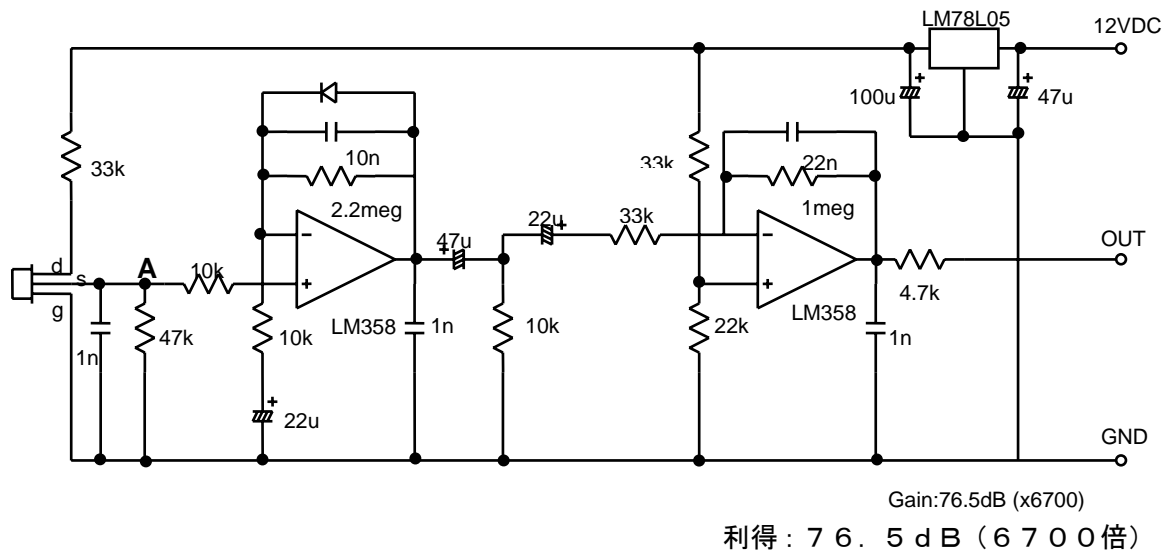 LM78L05
12VDC
100u
47u
33k
10n
2.2meg
33k
22n
1meg
d
s
g
A
10k
1n
47k
10k
22u
LM358
1n
47u
22u
33k
10k
22k
LM358
1n
4.7k
OUT
GND
Gain:76.5dB (x6700)
利得:76.5dB(6700倍)